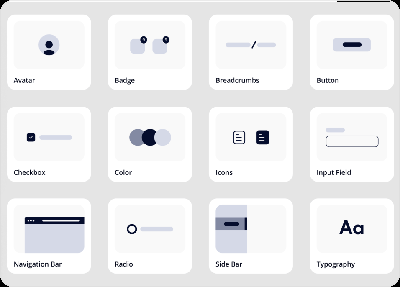 Avatar
Badge
Breadcrumbs
Button
Checkbox
Color
Icons
Input Field
Aa
Navigation Bar
Radio
Side Bar
Typography